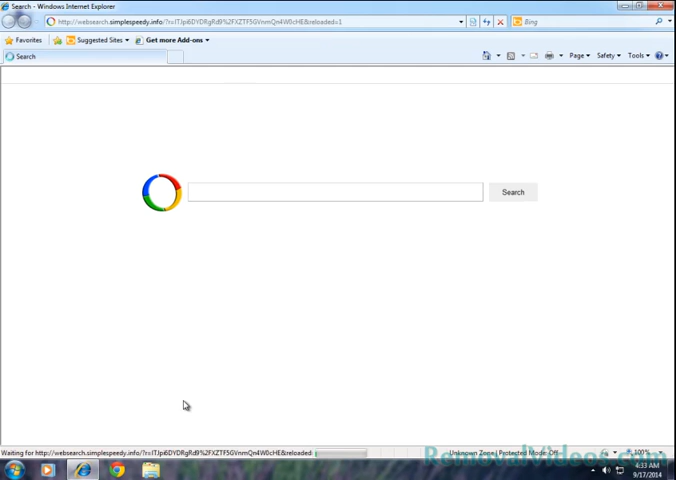 Search - Windows Internet Explorer
http://websearch.simplespeedy.info/?r=ITJpi6DYDRgRd9%2FXZTF5GVnmQn4W0cHE&reloaded=1
Bing
Favorites
Suggested Sites
Get more Add-ons
Search
Page
Safety
Tools
Search
Waiting for http://websearch.simplespeedy.info/?r=ITJpi6DYDRgRd9%2FXZTF5GVnmQn4W0cHE&reloaded:
Unknown Zone | Protected Mode: Off
100%
RemovalVideos.com
4:33 AM
9/17/2014